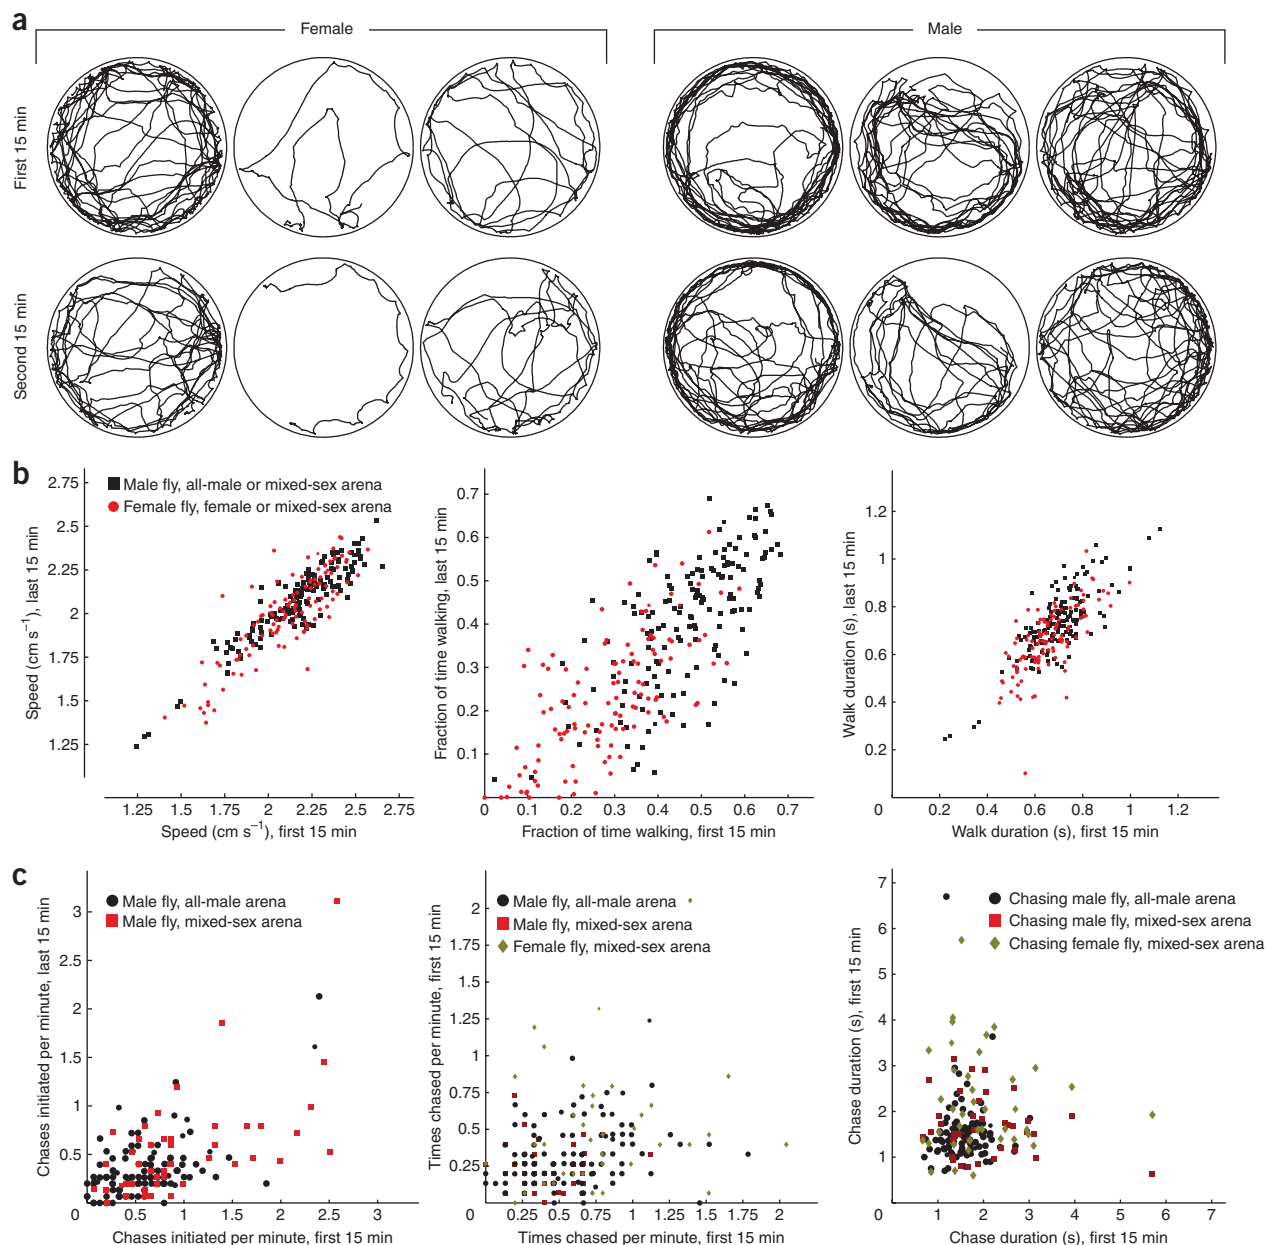 a
Female
Male
First 15 min
Second 15 min
b
Male fly, all-male or mixed-sex arena
Female fly, female or mixed-sex arena
Speed (cm s⁻¹), last 15 min
2.75
2.5
2.25
2
1.75
1.5
1.25
1.25 1.5 1.75 2 2.25 2.5 2.75
Speed (cm s⁻¹), first 15 min
Fraction of time walking, last 15 min
0.7
0.6
0.5
0.4
0.3
0.2
0.1
0 0.1 0.2 0.3 0.4 0.5 0.6 0.7
Fraction of time walking, first 15 min
Walk duration (s), last 15 min
1.2
1
0.8
0.6
0.4
0.2
0 0.2 0.4 0.6 0.8 1 1.2
Walk duration (s), first 15 min
c
Male fly, all-male arena
Male fly, mixed-sex arena
Chases initiated per minute, last 15 min
3
2.5
2
1.5
1
0.5
0 0.5 1 1.5 2 2.5 3
Chases initiated per minute, first 15 min
Male fly, all-male arena
Male fly, mixed-sex arena
Female fly, mixed-sex arena
Times chased per minute, first 15 min
2
1.75
1.5
1.25
1
0.75
0.5
0.25
0 0.25 0.5 0.75 1 1.25 1.5 1.75 2
Times chased per minute, first 15 min
Chasing male fly, all-male arena
Chasing male fly, mixed-sex arena
Chasing female fly, mixed-sex arena
Chase duration (s), first 15 min
7
6
5
4
3
2
1
0 1 2 3 4 5 6 7
Chase duration (s), first 15 min